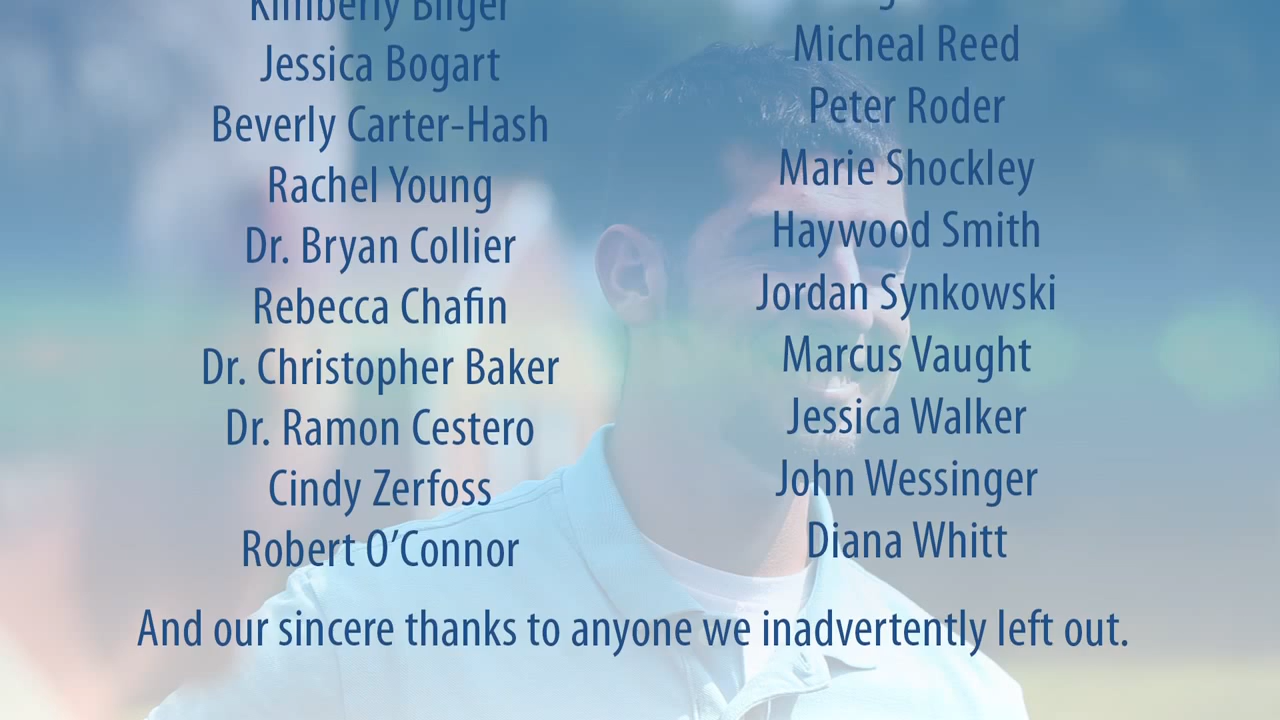 Kimberly Bilger
Jessica Bogart
Beverly Carter-Hash
Rachel Young
Dr. Bryan Collier
Rebecca Chafin
Dr. Christopher Baker
Dr. Ramon Cestero
Cindy Zerfoss
Robert O’Connor
Micheal Reed
Peter Roder
Marie Shockley
Haywood Smith
Jordan Synkowski
Marcus Vaught
Jessica Walker
John Wessinger
Diana Whitt
And our sincere thanks to anyone we inadvertently left out.